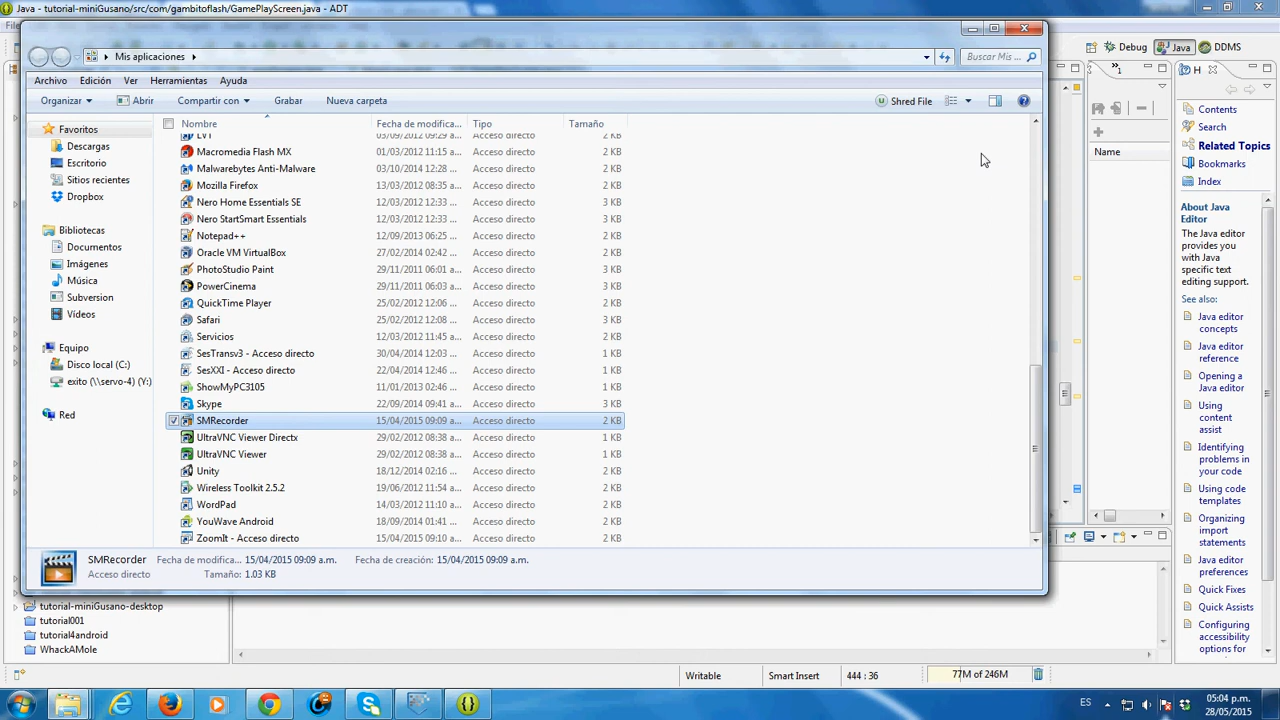 Java - tutorial-miniGusano/src/com/gambitoflash/GamePlayScreen.java - ADT
Mis aplicaciones
Buscar Mis ...
Debug
Java
DDMS
Archivo Edición Ver Herramientas Ayuda
Organizar Abrir Compartir con Grabar Nueva carpeta Shred File
Nombre Fecha de modifica... Tipo Tamaño
LVT 03/09/2012 09:29 a... Acceso directo 2 KB
Macromedia Flash MX 01/03/2012 11:15 a... Acceso directo 2 KB
Malwarebytes Anti-Malware 03/10/2014 12:28 ... Acceso directo 2 KB
Mozilla Firefox 13/03/2012 08:35 a... Acceso directo 2 KB
Nero Home Essentials SE 12/03/2012 12:33 ... Acceso directo 3 KB
Nero StartSmart Essentials 12/03/2012 12:33 ... Acceso directo 3 KB
Notepad++ 12/09/2013 06:25 ... Acceso directo 2 KB
Oracle VM VirtualBox 27/02/2014 02:42 ... Acceso directo 2 KB
PhotoStudio Paint 29/11/2011 06:01 a... Acceso directo 3 KB
PowerCinema 29/11/2011 06:01 a... Acceso directo 3 KB
QuickTime Player 25/02/2012 12:06 ... Acceso directo 2 KB
Safari 25/02/2012 12:08 ... Acceso directo 3 KB
Servicios 12/03/2012 11:45 a... Acceso directo 2 KB
SesTransv3 - Acceso directo 30/04/2014 12:03 ... Acceso directo 1 KB
SesXXI - Acceso directo 22/04/2014 12:46 ... Acceso directo 1 KB
ShowMyPC3105 11/01/2013 02:46 ... Acceso directo 1 KB
Skype 22/09/2014 09:41 ... Acceso directo 3 KB
SMRecorder 15/04/2015 09:09 a... Acceso directo 2 KB
UltraVNC Viewer Directx 29/02/2012 08:38 a... Acceso directo 1 KB
UltraVNC Viewer 29/02/2012 08:38 a... Acceso directo 1 KB
Unity 18/12/2014 02:16 ... Acceso directo 2 KB
Wireless Toolkit 2.5.2 19/06/2012 11:54 a... Acceso directo 2 KB
WordPad 14/03/2012 11:10 a... Acceso directo 2 KB
YouWave Android 18/09/2014 01:41 ... Acceso directo 2 KB
ZoomIt - Acceso directo 15/04/2015 09:10 a... Acceso directo 2 KB
Favoritos
Descargas
Escritorio
Sitios recientes
Dropbox
Bibliotecas
Documentos
Imágenes
Música
Subversion
Vídeos
Equipo
Disco local (C:)
exito (\\servo-4) (Y:)
Red
SMRecorder Fecha de modifica... 15/04/2015 09:09 a.m. Fecha de creación: 15/04/2015 09:09 a.m.
Acceso directo Tamaño: 1.03 KB
Name
H
Contents
Search
Related Topics
Bookmarks
Index
About Java
Editor
The Java editor
provides you
with Java
specific text
editing support.
See also:
Java editor
concepts
Java editor
reference
Opening a
Java editor
Using
content
assist
Identifying
problems in
your code
Using code
templates
Organizing
import
statements
Java editor
preferences
Quick Fixes
Quick Assists
Configuring
accessibility
options for
tutorial-miniGusano-desktop
tutorial001
tutorial4android
WhackAMole
Writable Smart Insert 444 : 36 77M of 246M
ES
05:04 p.m.
28/05/2015